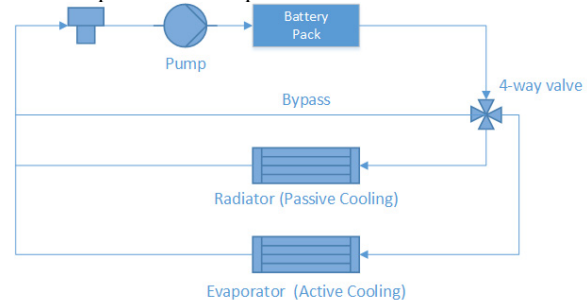 Battery
Pack
Pump
4-way valve
Bypass
Radiator (Passive Cooling)
Evaporator (Active Cooling)